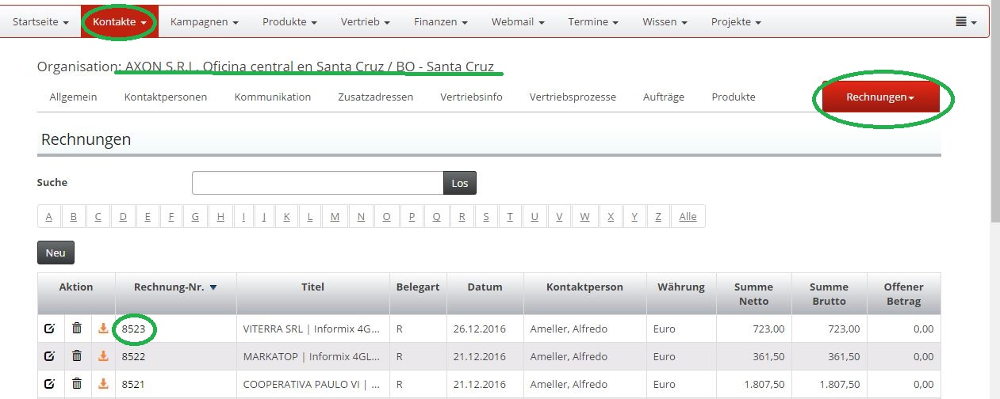 Startseite Kontakte Kampagnen Produkte Vertrieb Finanzen Webmail Termine Wissen Projekte
Organisation: AXON S.R.L. Oficina central en Santa Cruz / BO - Santa Cruz
Allgemein Kontaktpersonen Kommunikation Zusatzadressen Vertriebsinfo Vertriebsprozesse Aufträge Produkte Rechnungen
Rechnungen
Suche Los
A B C D E F G H I J K L M N O P Q R S T U V W X Y Z Alle
Neu
Aktion Rechnung-Nr. Titel Belegart Datum Kontaktperson Währung Summe Netto Summe Brutto Offener Betrag
8523 VITERRA SRL | Informix 4G... R 26.12.2016 Ameller, Alfredo Euro 723,00 723,00 0,00
8522 MARKATOP | Informix 4GL... R 21.12.2016 Ameller, Alfredo Euro 361,50 361,50 0,00
8521 COOPERATIVA PAULO VI | ... R 21.12.2016 Ameller, Alfredo Euro 1.807,50 1.807,50 0,00